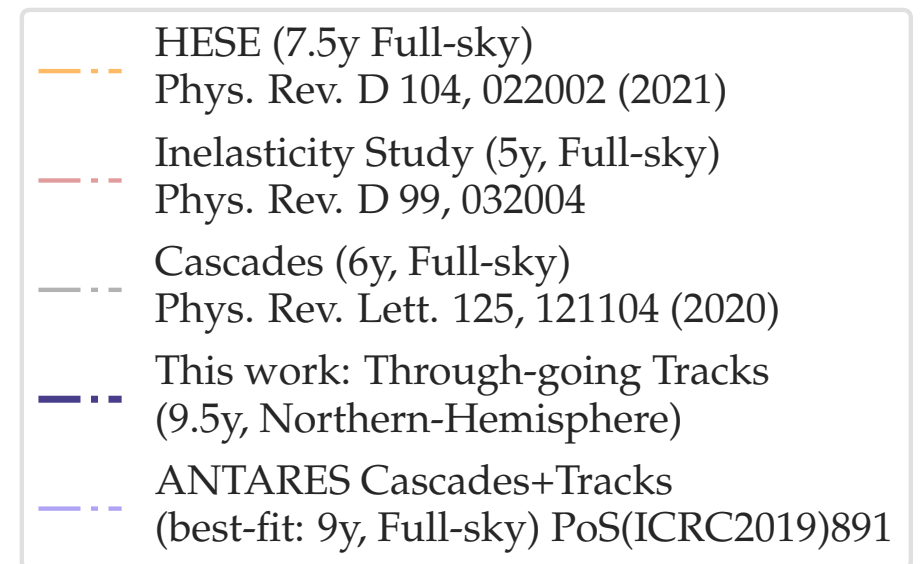 HESE (7.5y Full-sky)
Phys. Rev. D 104, 022002 (2021)
Inelasticity Study (5y, Full-sky)
Phys. Rev. D 99, 032004
Cascades (6y, Full-sky)
Phys. Rev. Lett. 125, 121104 (2020)
This work: Through-going Tracks
(9.5y, Northern-Hemisphere)
ANTARES Cascades+Tracks
(best-fit: 9y, Full-sky) PoS(ICRC2019)891